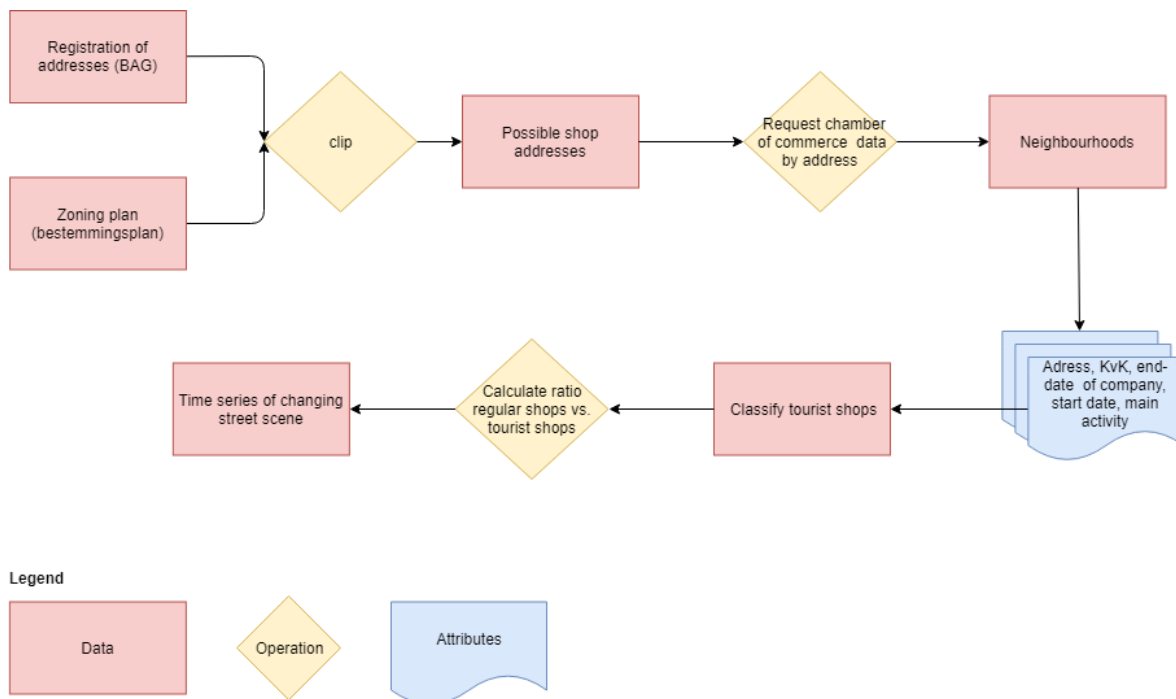 Registration of
addresses (BAG)
clip
Possible shop
addresses
Request chamber
of commerce data
by address
Neighbourhoods
Zoning plan
(bestemmingsplan)
Time series of changing
street scene
Calculate ratio
regular shops vs.
tourist shops
Classify tourist shops
Adress, KvK, end-
date of company,
start date, main
activity
Legend
Data
Operation
Attributes